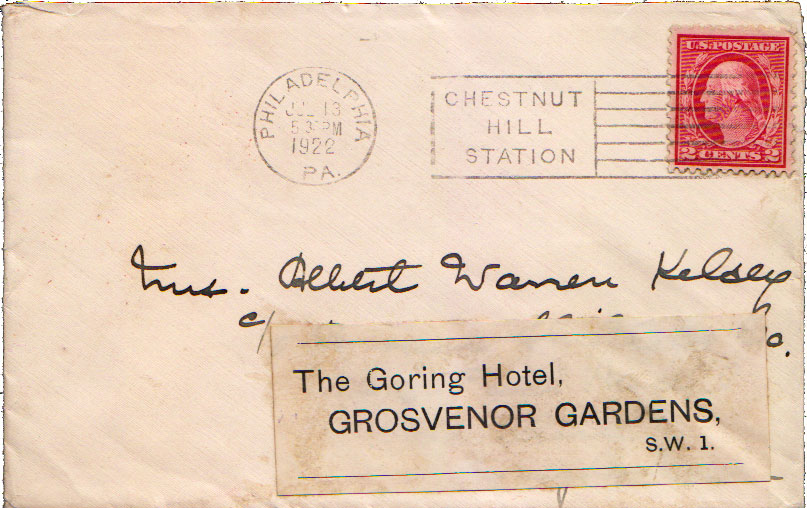 U.S. POSTAGE
2 CENTS 2
PHILADELPHIA
JUL 13
5 3 PM
1922
PA.
CHESTNUT
HILL
STATION
Mrs. Albert Warren Kelsey
c/
The Goring Hotel,
GROSVENOR GARDENS,
S.W. 1.